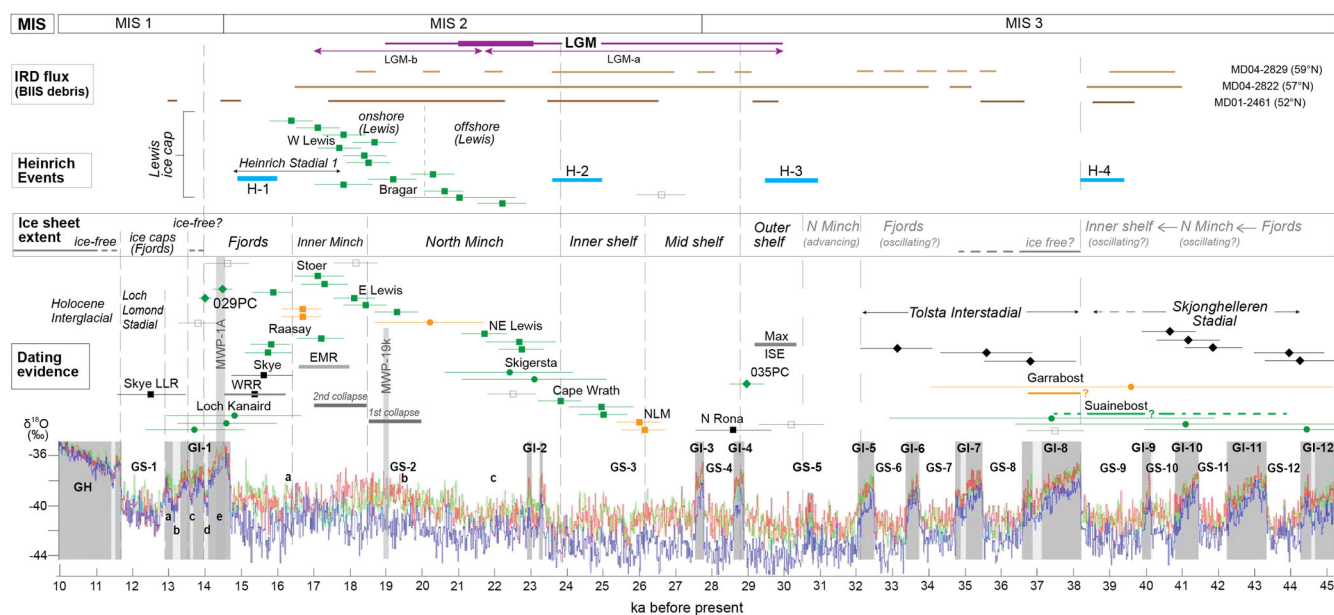 MIS
MIS 1
MIS 2
MIS 3
LGM
LGM-b
LGM-a
IRD flux
(BIIS debris)
MD04-2829 (59°N)
MD04-2822 (57°N)
MD01-2461 (52°N)
Lewis
ice cap
onshore
(Lewis)
offshore
(Lewis)
W Lewis
Heinrich
Events
Heinrich Stadial 1
H-1
Bragar
H-2
H-3
H-4
Ice sheet
extent
ice-free
ice caps
(Fjords)
ice-free?
Fjords
Inner Minch
North Minch
Inner shelf
Mid shelf
Outer
shelf
N Minch
(advancing)
Fjords
(oscillating?)
ice free?
Inner shelf
(oscillating?)
N Minch
(oscillating?)
Fjords
Stoer
Holocene
Interglacial
Loch
Lomond
Stadial
029PC
MWP-1A
E Lewis
Raasay
NE Lewis
Tolsta Interstadial
Skjonghelleren
Stadial
Dating
evidence
EMR
MWP-19k
Skigersta
Max
ISE
035PC
Skye
Skye LLR
WRR
2nd collapse
1st collapse
Cape Wrath
Garrabost
?
Loch Kanaird
NLM
N Rona
Suainebost
?
δ18O
(‰)
-36
-40
-44
GH
GS-1
GI-1
a
b
c
d
e
a
GS-2
b
c
GI-2
GS-3
GI-3
GS-4
GI-4
GS-5
GI-5
GS-6
GI-6
GS-7
GI-7
GS-8
GI-8
GS-9
GI-9
GS-10
GI-10
GS-11
GI-11
GS-12
GI-12
10 11 12 13 14 15 16 17 18 19 20 21 22 23 24 25 26 27 28 29 30 31 32 33 34 35 36 37 38 39 40 41 42 43 44 45
ka before present